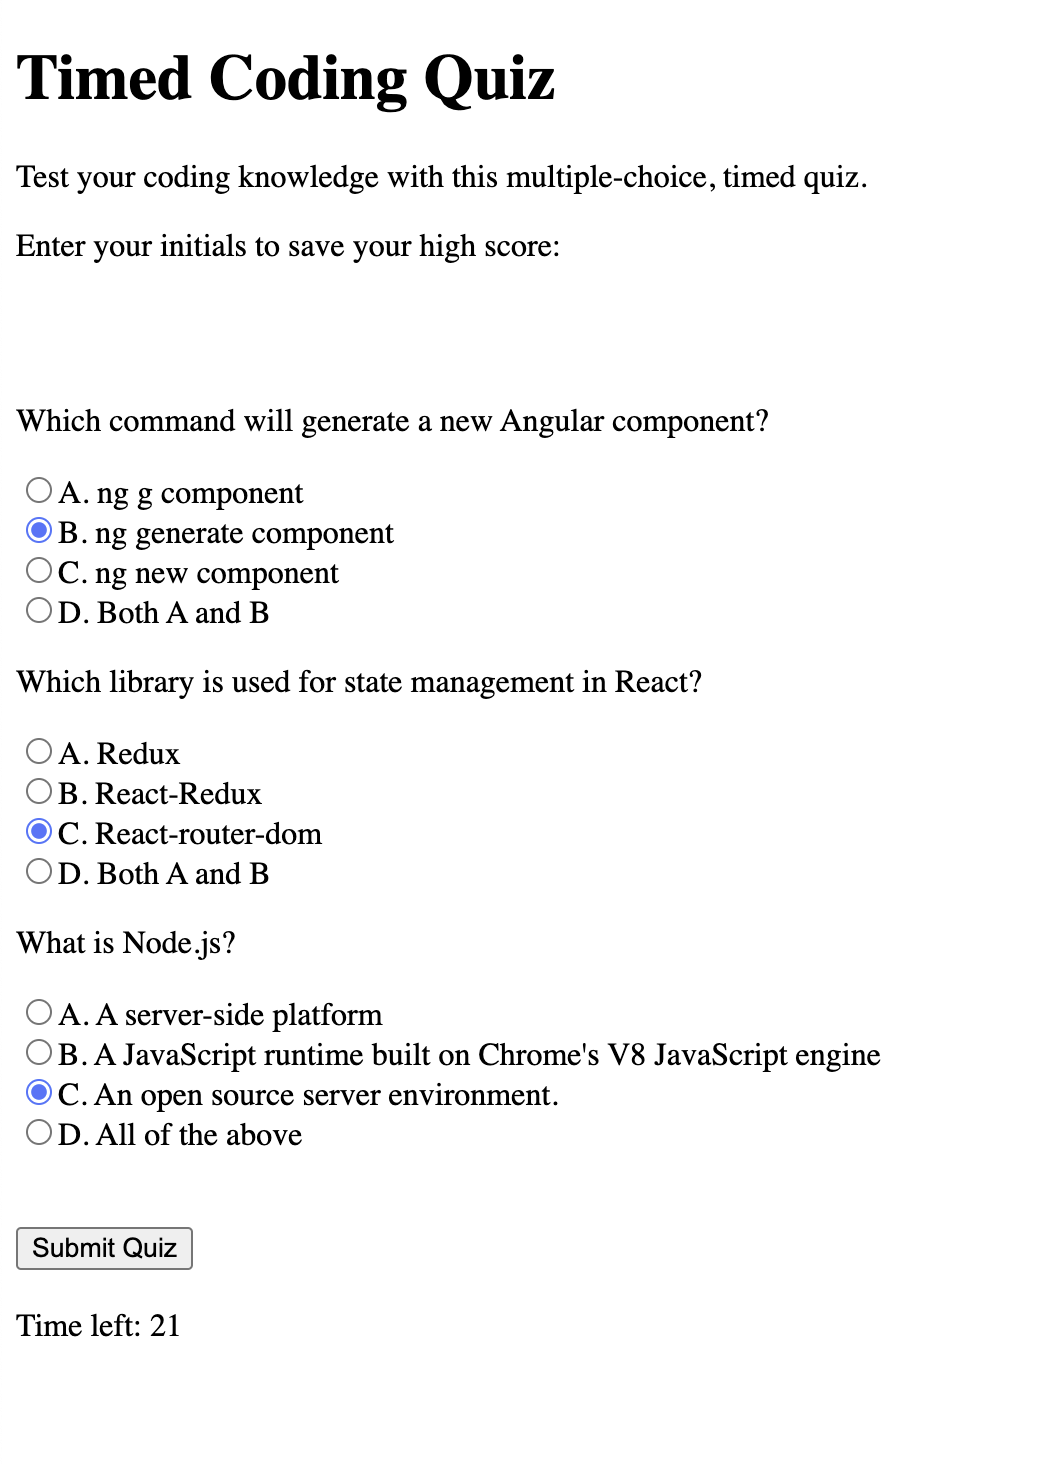 Timed Coding Quiz
Test your coding knowledge with this multiple-choice, timed quiz.
Enter your initials to save your high score:
Which command will generate a new Angular component?
A. ng g component
B. ng generate component
C. ng new component
D. Both A and B
Which library is used for state management in React?
A. Redux
B. React-Redux
C. React-router-dom
D. Both A and B
What is Node.js?
A. A server-side platform
B. A JavaScript runtime built on Chrome's V8 JavaScript engine
C. An open source server environment.
D. All of the above
Submit Quiz
Time left: 21